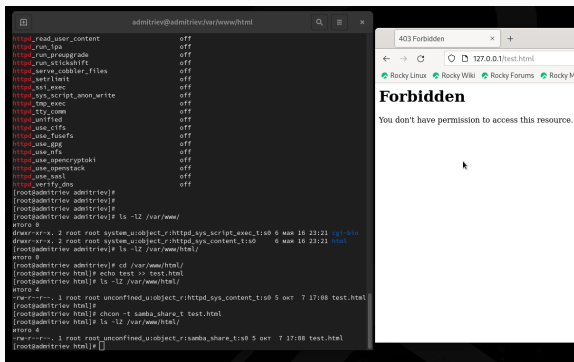 admitriev@admitriev:/var/www/html
httpd_read_user_content off
httpd_run_ipa off
httpd_run_preupgrade off
httpd_run_stickshift off
httpd_serve_cobbler_files off
httpd_setrlimit off
httpd_ssi_exec off
httpd_sys_script_anon_write off
httpd_tmp_exec off
httpd_tty_comm off
httpd_unified off
httpd_use_cifs off
httpd_use_fusefs off
httpd_use_gpg off
httpd_use_nfs off
httpd_use_opencryptoki off
httpd_use_openstack off
httpd_use_sasl off
httpd_verify_dns off
[root@admitriev admitriev]#
[root@admitriev admitriev]#
[root@admitriev admitriev]#
[root@admitriev admitriev]# ls -lZ /var/www/
итого 0
drwxr-xr-x. 2 root root system_u:object_r:httpd_sys_script_exec_t:s0 6 мая 16 23:21 cgi-bin
drwxr-xr-x. 2 root root system_u:object_r:httpd_sys_content_t:s0 6 мая 16 23:21 html
[root@admitriev admitriev]# ls -lZ /var/www/html/
итого 0
[root@admitriev admitriev]# cd /var/www/html/
[root@admitriev html]# echo test >> test.html
[root@admitriev html]# ls -lZ /var/www/html/
итого 4
-rw-r--r--. 1 root root unconfined_u:object_r:httpd_sys_content_t:s0 5 окт 7 17:08 test.html
[root@admitriev html]#
[root@admitriev html]# chcon -t samba_share_t test.html
[root@admitriev html]# ls -lZ /var/www/html/
итого 4
-rw-r--r--. 1 root root unconfined_u:object_r:samba_share_t:s0 5 окт 7 17:08 test.html
[root@admitriev html]#
403 Forbidden
127.0.0.1/test.html
Rocky Linux Rocky Wiki Rocky Forums Rocky M
Forbidden
You don't have permission to access this resource.